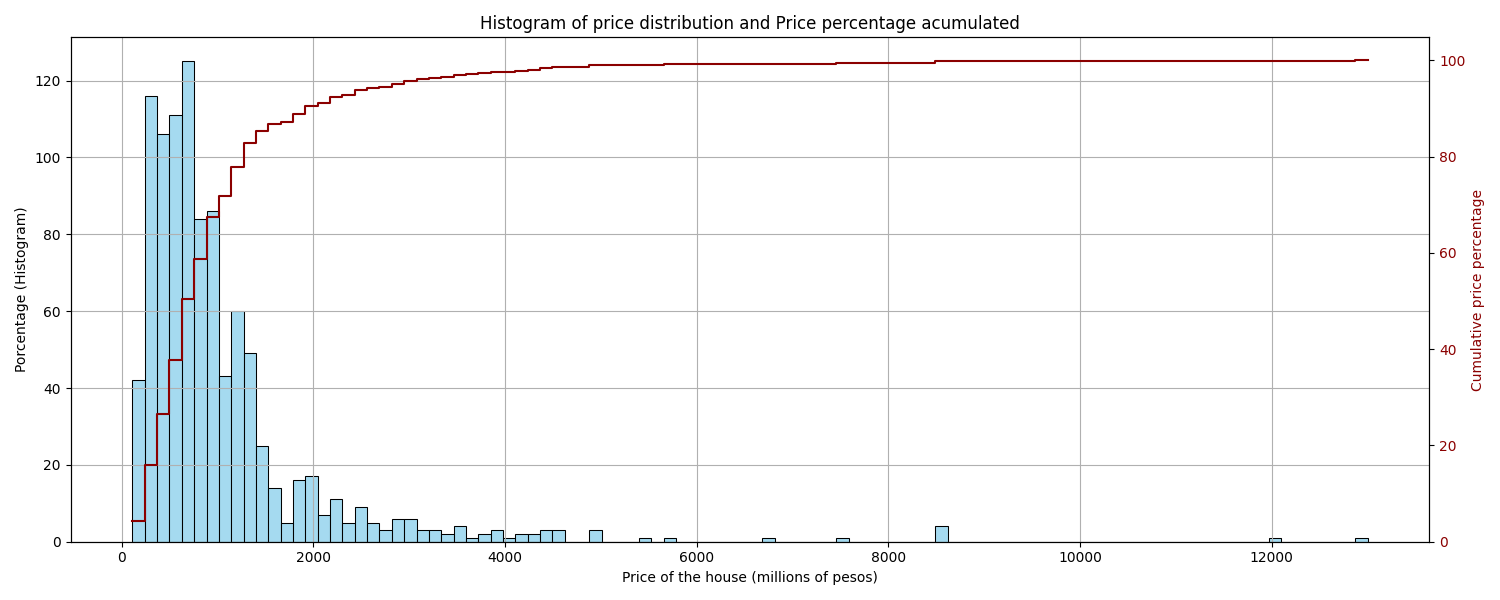 Histogram of price distribution and Price percentage acumulated
Porcentage (Histogram)
120
100
80
60
40
20
0
0 2000 4000 6000 8000 10000 12000
Price of the house (millions of pesos)
100
80
60
40
20
0
Cumulative price percentage